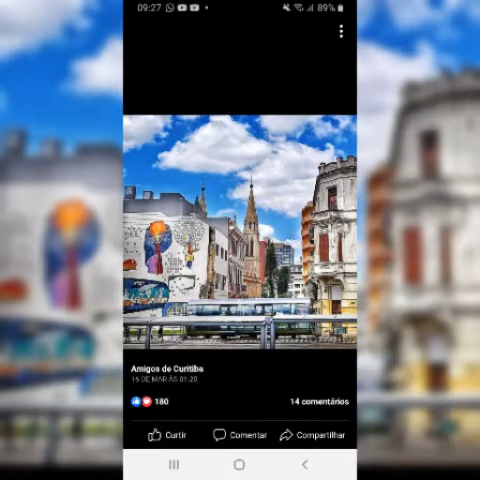 09:27
89%
Amigos de Curitiba
16 DE MAR ÀS 01:20
180
14 comentários
Curtir
Comentar
Compartilhar